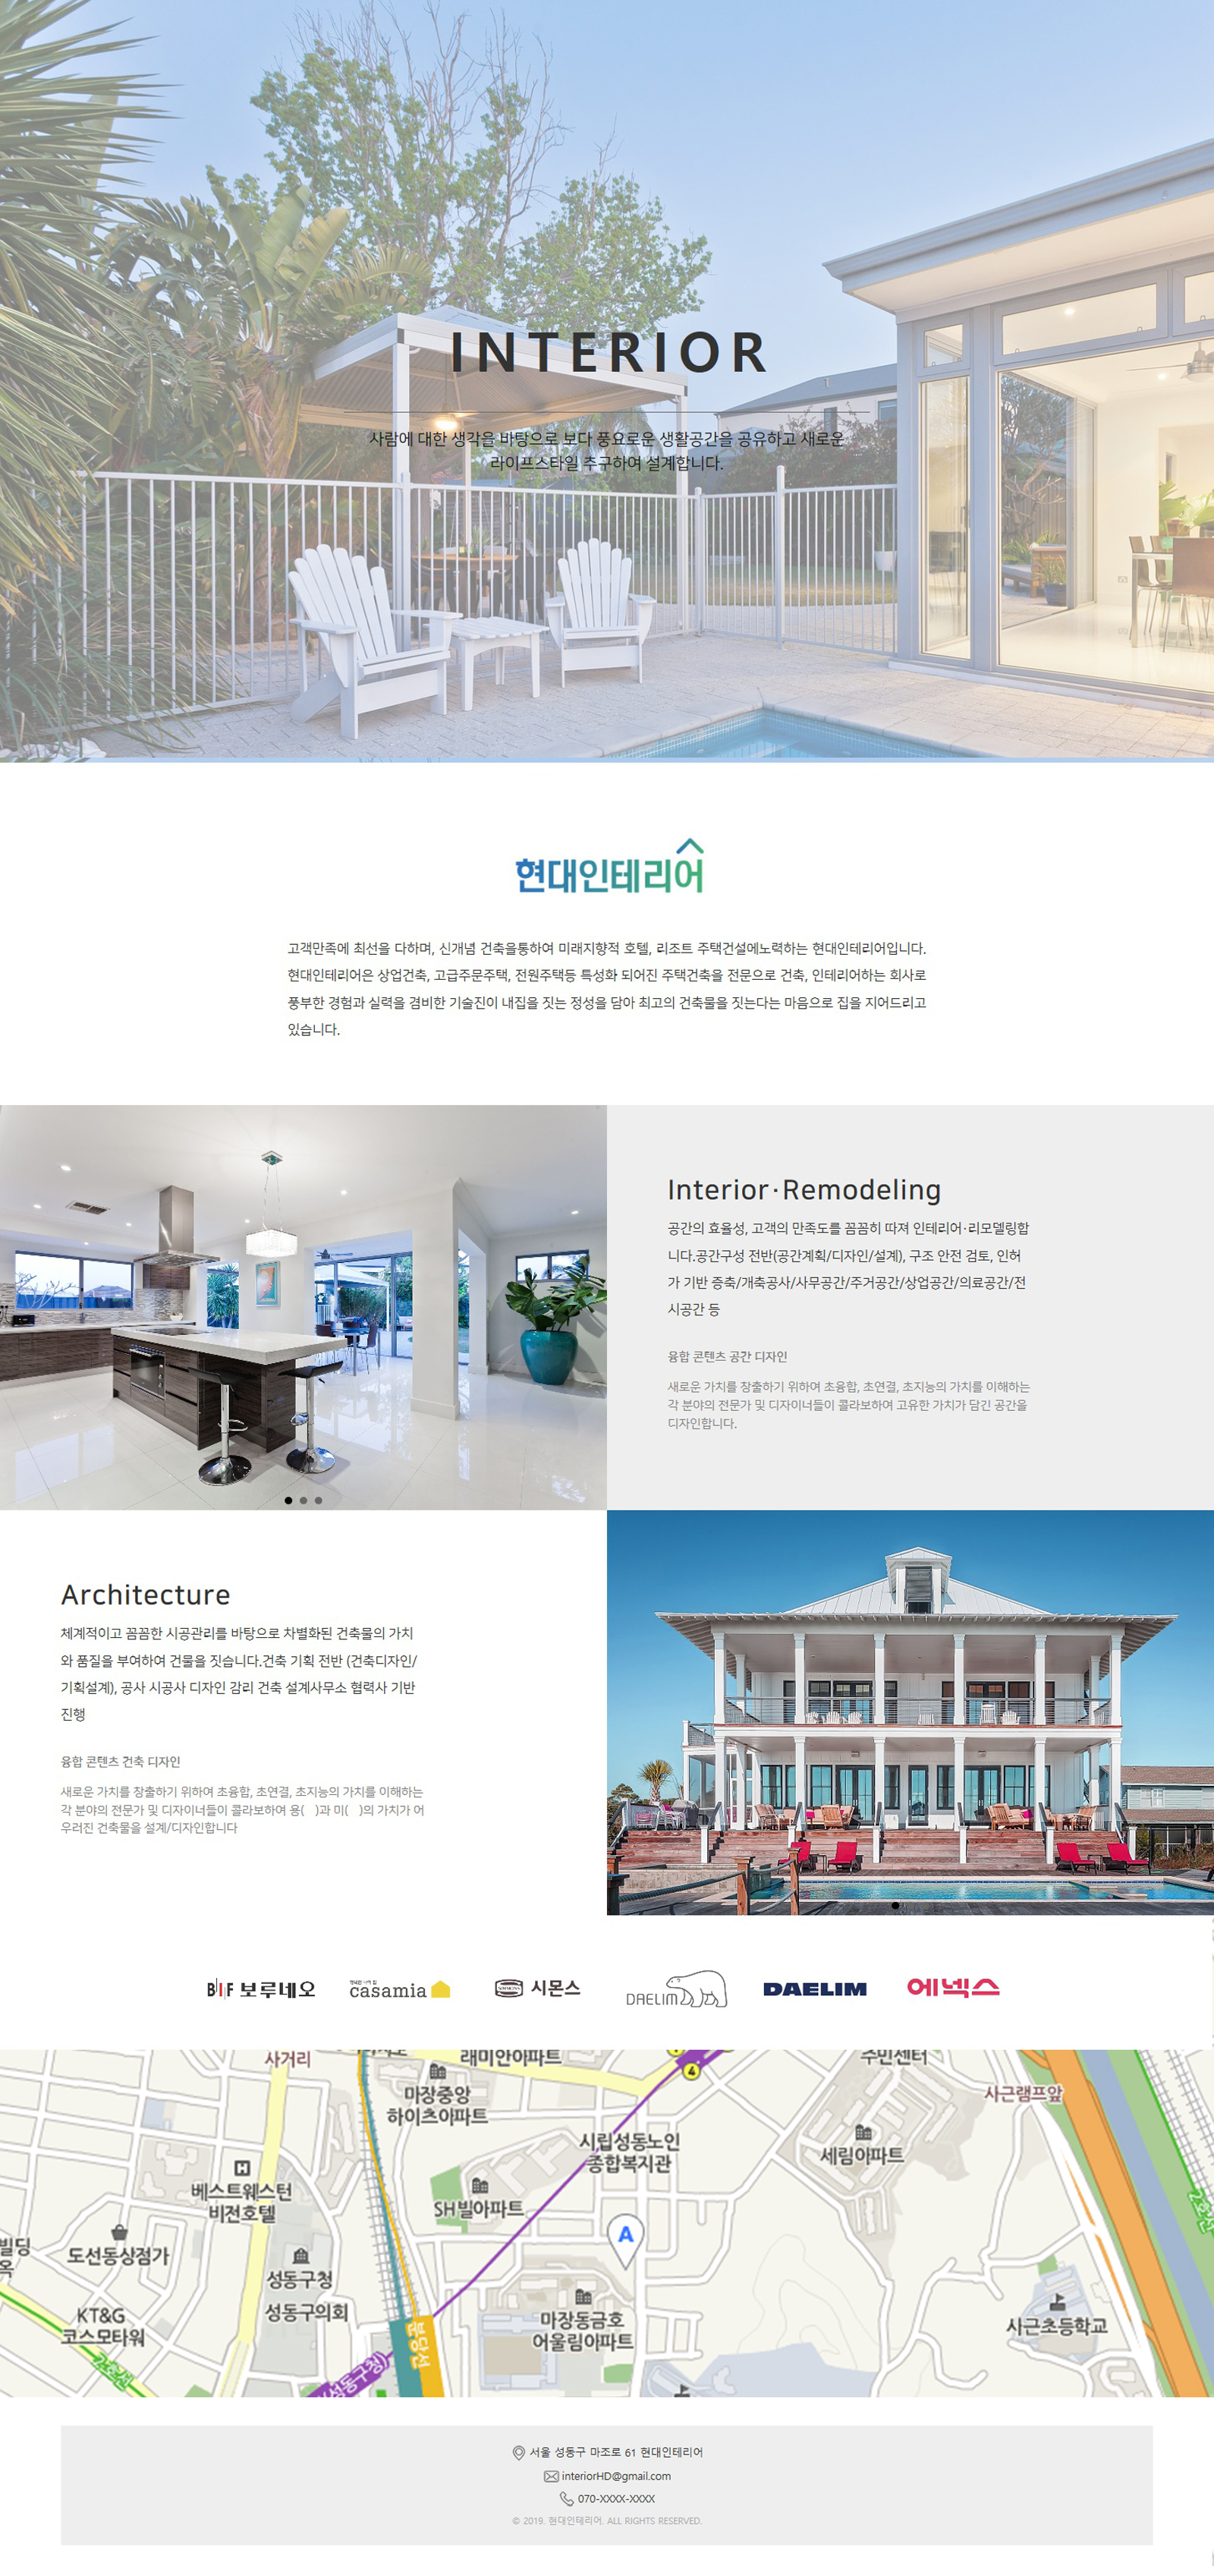 INTERIOR
사람에 대한 생각을 바탕으로 보다 풍요로운 생활공간을 공유하고 새로운
라이프스타일 추구하여 설계합니다.
현대인테리어
고객만족에 최선을 다하며, 신개념 건축을통하여 미래지향적 호텔, 리조트 주택건설에노력하는 현대인테리어입니다.
현대인테리어은 상업건축, 고급주문주택, 전원주택등 특성화 되어진 주택건축을 전문으로 건축, 인테리어하는 회사로
풍부한 경험과 실력을 겸비한 기술진이 내집을 짓는 정성을 담아 최고의 건축물을 짓는다는 마음으로 집을 지어드리고
있습니다.
Interior·Remodeling
공간의 효율성, 고객의 만족도를 꼼꼼히 따져 인테리어·리모델링합
니다.공간구성 전반(공간계획/디자인/설계), 구조 안전 검토, 인허
가 기반 증축/개축공사/사무공간/주거공간/상업공간/의료공간/전
시공간 등
융합 콘텐츠 공간 디자인
새로운 가치를 창출하기 위하여 초융합, 초연결, 초지능의 가치를 이해하는
각 분야의 전문가 및 디자이너들이 콜라보하여 고유한 가치가 담긴 공간을
디자인합니다.
Architecture
체계적이고 꼼꼼한 시공관리를 바탕으로 차별화된 건축물의 가치
와 품질을 부여하여 건물을 짓습니다.건축 기획 전반 (건축디자인/
기획설계), 공사 시공사 디자인 감리 건축 설계사무소 협력사 기반
진행
융합 콘텐츠 건축 디자인
새로운 가치를 창출하기 위하여 초융합, 초연결, 초지능의 가치를 이해하는
각 분야의 전문가 및 디자이너들이 콜라보하여 용( )과 미( )의 가치가 어
우러진 건축물을 설계/디자인합니다
BIF 보루네오 casamia 시몬스 DAELIM DAELIM 에넥스
사거리
래미안아파트
4
주민센터
마장중앙
하이츠아파트
사근램프앞
시립성동노인
종합복지관
세림아파트
H
베스트웨스턴
비전호텔
SH빌아파트
2호선
A
빌딩
옥
도선동상점가
성동구청
성동구의회
KT&G
코스모타워
마장동금호
어울림아파트
사근초등학교
분당선
2호선
(성동구청)
서울 성동구 마조로 61 현대인테리어
interiorHD@gmail.com
070-XXXX-XXXX
© 2019. 현대인테리어. ALL RIGHTS RESERVED.